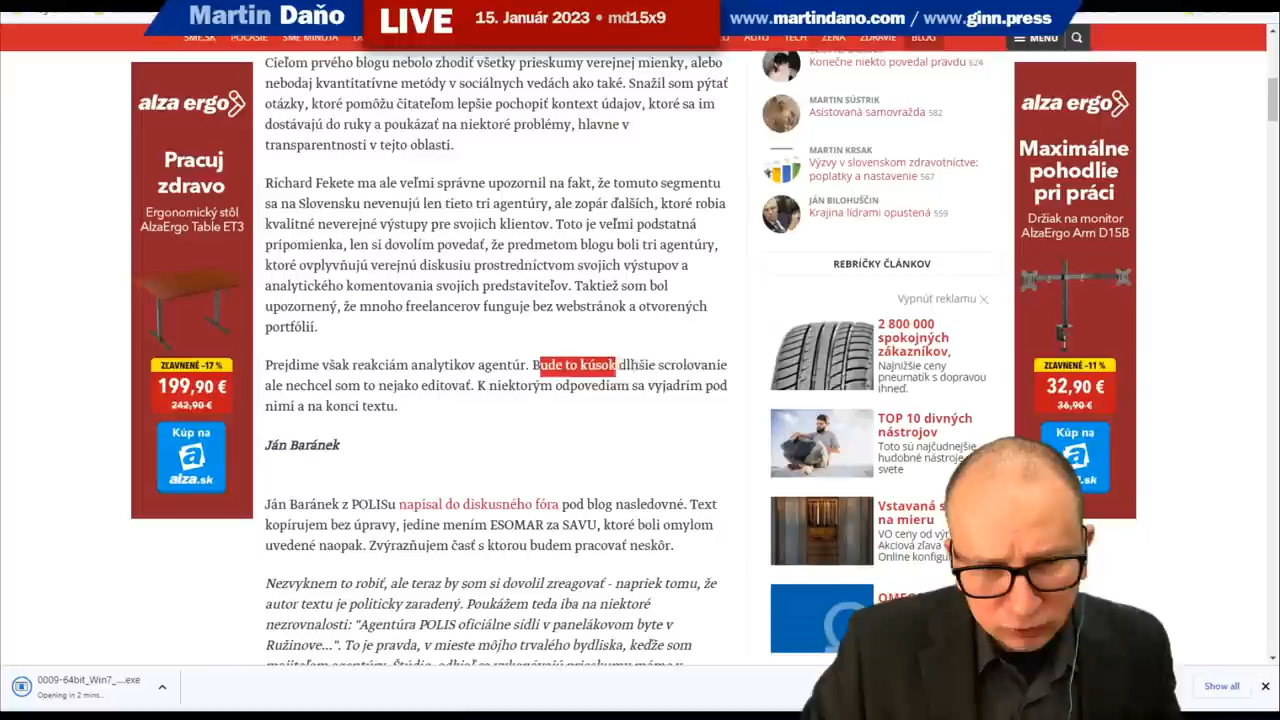 Martin Daňo
LIVE
15. Január 2023 • md15x9
www.martindano.com / www.ginn.press
SME.SK
POČASIE
SME MINÚTA
AUTO
TECH
ŽENA
ZDRAVIE
BLOG
MENU
Cieľom prvého blogu nebolo zhodiť všetky prieskumy verejnej mienky, alebo
nebodaj kvantitatívne metódy v sociálnych vedách ako také. Snažil som pýtať
otázky, ktoré pomôžu čitateľom lepšie pochopiť kontext údajov, ktoré sa im
dostávajú do ruky a poukázať na niektoré problémy, hlavne v
transparentnosti v tejto oblasti.
Richard Fekete ma ale veľmi správne upozornil na fakt, že tomuto segmentu
sa na Slovensku nevenujú len tieto tri agentúry, ale zopár ďalších, ktoré robia
kvalitné neverejné výstupy pre svojich klientov. Toto je veľmi podstatná
pripomienka, len si dovolím povedať, že predmetom blogu boli tri agentúry,
ktoré ovplyvňujú verejnú diskusiu prostredníctvom svojich výstupov a
analytického komentovania svojich predstaviteľov. Taktiež som bol
upozornený, že mnoho freelancerov funguje bez webstránok a otvorených
portfólií.
Prejdime však reakciám analytikov agentúr. Bude to kúsok dlhšie scrolovanie
ale nechcel som to nejako editovať. K niektorým odpovediam sa vyjadrím pod
nimi a na konci textu.
Ján Baránek
Ján Baránek z POLISu napísal do diskusného fóra pod blog nasledovné. Text
kopírujem bez úpravy, jedine mením ESOMAR za SAVU, ktoré boli omylom
uvedené naopak. Zvýrazňujem časť s ktorou budem pracovať neskôr.
Nezvyknem to robiť, ale teraz by som si dovolil zreagovať - napriek tomu, že
autor textu je politicky zaradený. Poukážem teda iba na niektoré
nezrovnalosti: "Agentúra POLIS oficiálne sídli v panelákovom byte v
Ružinove...". To je pravda, v mieste môjho trvalého bydliska, keďže som
alza ergo
Pracuj
zdravo
Ergonomický stôl
AlzaErgo Table ET3
ZĽAVNENÉ -17 %
199,90 €
242,90 €
Kúp na
alza.sk
Konečne niekto povedal pravdu 624
MARTIN ŠÚSTRIK
Asistovaná samovražda 582
MARTIN KRSAK
Výzvy v slovenskom zdravotníctve:
poplatky a nastavenie 567
JÁN BILOHUŠČIN
Krajina lídrami opustená 559
REBRÍČKY ČLÁNKOV
Vypnúť reklamu
2 800 000
spokojných
zákazníkov,
Najnižšie ceny
pneumatík s dopravou
ihneď.
TOP 10 divných
nástrojov
Toto sú najčudnejšie
hudobné nástroje
svete
Vstavaná s
na mieru
VO ceny od
Akciová zľava
Online konfigu
alza ergo
Maximálne
pohodlie
pri práci
Držiak na monitor
AlzaErgo Arm D15B
ZĽAVNENÉ -11 %
32,90 €
36,90 €
Kúp na
0009-64bit_Win7_....exe
Opening in 2 mins...
Show all